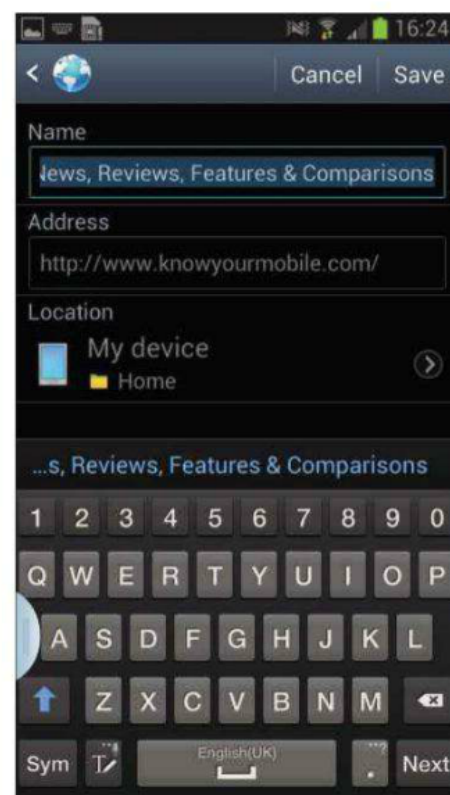 16:24
< Cancel Save
Name
News, Reviews, Features & Comparisons
Address
http://www.knowyourmobile.com/
Location
My device
Home
...s, Reviews, Features & Comparisons
1 2 3 4 5 6 7 8 9 0
Q W E R T Y U I O P
A S D F G H J K L
Z X C V B N M
Sym T English(UK) . Next